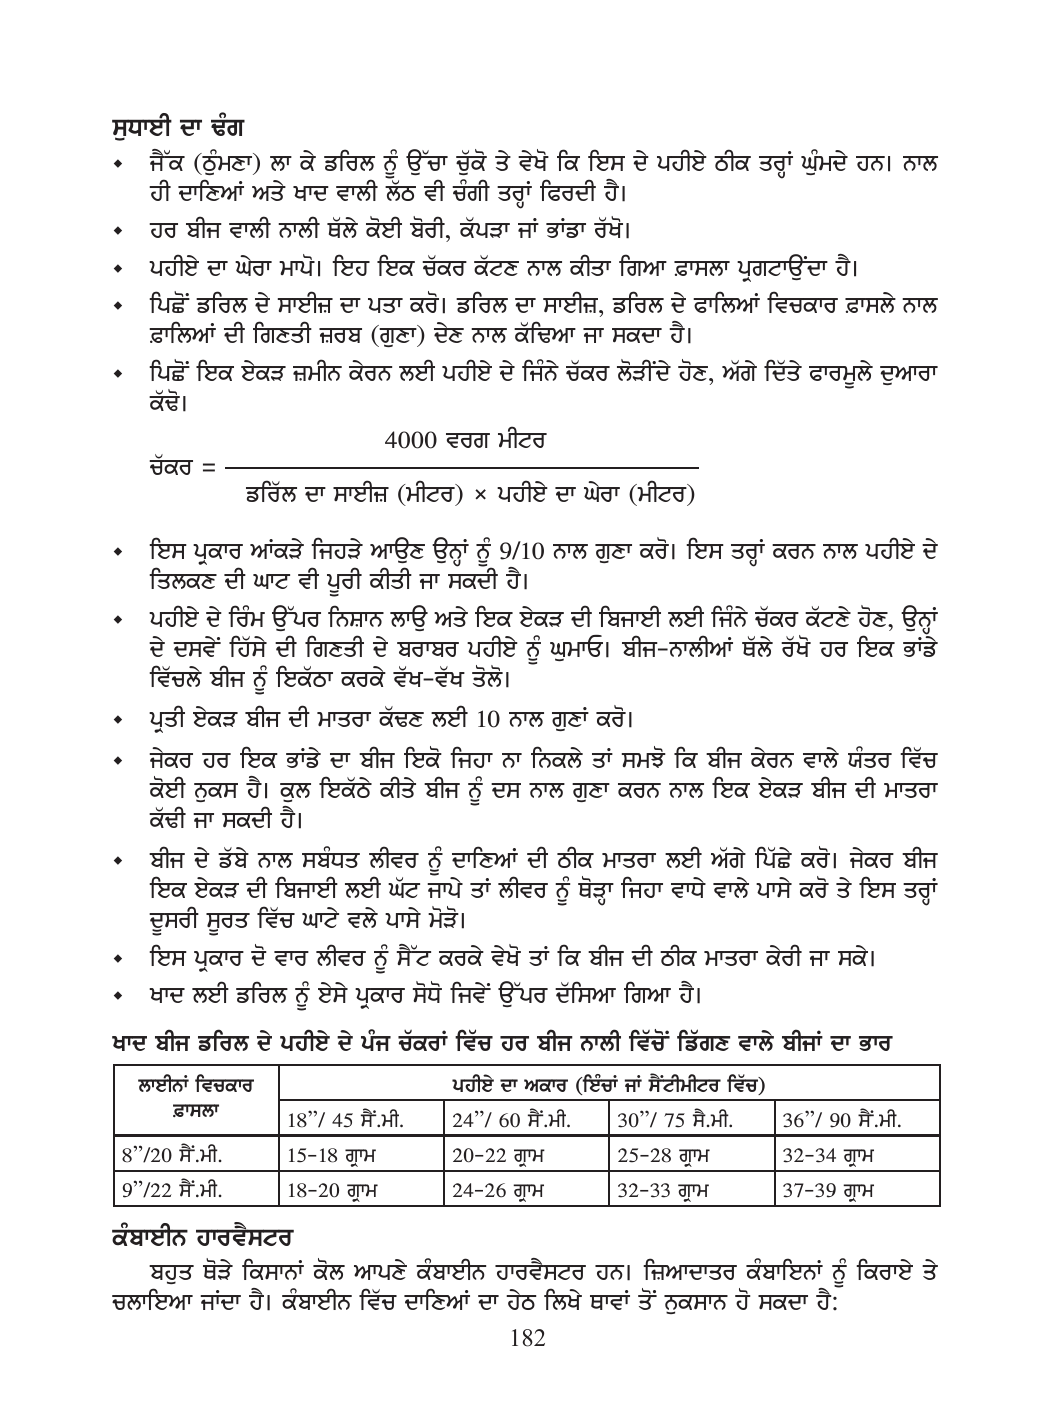 ਸੁਧਾਈ ਦਾ ਢੰਗ
◆ ਜੈੱਕ (ਠੁੰਮਣਾ) ਲਾ ਕੇ ਡਰਿਲ ਨੂੰ ਉੱਚਾ ਚੁੱਕੋ ਤੇ ਵੇਖੋ ਕਿ ਇਸ ਦੇ ਪਹੀਏ ਠੀਕ ਤਰ੍ਹਾਂ ਘੁੰਮਦੇ ਹਨ। ਨਾਲ
ਹੀ ਦਾਣਿਆਂ ਅਤੇ ਖਾਦ ਵਾਲੀ ਲੱਠ ਵੀ ਚੰਗੀ ਤਰ੍ਹਾਂ ਫਿਰਦੀ ਹੈ।
◆ ਹਰ ਬੀਜ ਵਾਲੀ ਨਾਲੀ ਥੱਲੇ ਕੋਈ ਬੋਰੀ, ਕੱਪੜਾ ਜਾਂ ਭਾਂਡਾ ਰੱਖੋ।
◆ ਪਹੀਏ ਦਾ ਘੇਰਾ ਮਾਪੋ। ਇਹ ਇਕ ਚੱਕਰ ਕੱਟਣ ਨਾਲ ਕੀਤਾ ਗਿਆ ਫ਼ਾਸਲਾ ਪ੍ਰਗਟਾਉਂਦਾ ਹੈ।
◆ ਪਿਛੋਂ ਡਰਿਲ ਦੇ ਸਾਈਜ਼ ਦਾ ਪਤਾ ਕਰੋ। ਡਰਿਲ ਦਾ ਸਾਈਜ਼, ਡਰਿਲ ਦੇ ਫਾਲਿਆਂ ਵਿਚਕਾਰ ਫ਼ਾਸਲੇ ਨਾਲ
ਫ਼ਾਲਿਆਂ ਦੀ ਗਿਣਤੀ ਜ਼ਰਬ (ਗੁਣਾ) ਦੇਣ ਨਾਲ ਕੱਢਿਆ ਜਾ ਸਕਦਾ ਹੈ।
◆ ਪਿਛੋਂ ਇਕ ਏਕੜ ਜ਼ਮੀਨ ਕੇਰਨ ਲਈ ਪਹੀਏ ਦੇ ਜਿੰਨੇ ਚੱਕਰ ਲੋੜੀਂਦੇ ਹੋਣ, ਅੱਗੇ ਦਿੱਤੇ ਫਾਰਮੂਲੇ ਦੁਆਰਾ
ਕੱਢੋ।
4000 ਵਰਗ ਮੀਟਰ
ਚੱਕਰ =
ਡਰਿੱਲ ਦਾ ਸਾਈਜ਼ (ਮੀਟਰ) × ਪਹੀਏ ਦਾ ਘੇਰਾ (ਮੀਟਰ)
◆ ਇਸ ਪ੍ਰਕਾਰ ਆਂਕੜੇ ਜਿਹੜੇ ਆਉਣ ਉਨ੍ਹਾਂ ਨੂੰ 9/10 ਨਾਲ ਗੁਣਾ ਕਰੋ। ਇਸ ਤਰ੍ਹਾਂ ਕਰਨ ਨਾਲ ਪਹੀਏ ਦੇ
ਤਿਲਕਣ ਦੀ ਘਾਟ ਵੀ ਪੂਰੀ ਕੀਤੀ ਜਾ ਸਕਦੀ ਹੈ।
◆ ਪਹੀਏ ਦੇ ਰਿੰਮ ਉੱਪਰ ਨਿਸ਼ਾਨ ਲਾਉ ਅਤੇ ਇਕ ਏਕੜ ਦੀ ਬਿਜਾਈ ਲਈ ਜਿੰਨੇ ਚੱਕਰ ਕੱਟਣੇ ਹੋਣ, ਉਨ੍ਹਾਂ
ਦੇ ਦਸਵੇਂ ਹਿੱਸੇ ਦੀ ਗਿਣਤੀ ਦੇ ਬਰਾਬਰ ਪਹੀਏ ਨੂੰ ਘੁਮਾਓ। ਬੀਜ-ਨਾਲੀਆਂ ਥੱਲੇ ਰੱਖੋ ਹਰ ਇਕ ਭਾਂਡੇ
ਵਿੱਚਲੇ ਬੀਜ ਨੂੰ ਇਕੱਠਾ ਕਰਕੇ ਵੱਖ-ਵੱਖ ਤੋਲੋ।
◆ ਪ੍ਰਤੀ ਏਕੜ ਬੀਜ ਦੀ ਮਾਤਰਾ ਕੱਢਣ ਲਈ 10 ਨਾਲ ਗੁਣਾਂ ਕਰੋ।
◆ ਜੇਕਰ ਹਰ ਇਕ ਭਾਂਡੇ ਦਾ ਬੀਜ ਇਕੋ ਜਿਹਾ ਨਾ ਨਿਕਲੇ ਤਾਂ ਸਮਝੋ ਕਿ ਬੀਜ ਕੇਰਨ ਵਾਲੇ ਯੰਤਰ ਵਿੱਚ
ਕੋਈ ਨੁਕਸ ਹੈ। ਕੁਲ ਇਕੱਠੇ ਕੀਤੇ ਬੀਜ ਨੂੰ ਦਸ ਨਾਲ ਗੁਣਾ ਕਰਨ ਨਾਲ ਇਕ ਏਕੜ ਬੀਜ ਦੀ ਮਾਤਰਾ
ਕੱਢੀ ਜਾ ਸਕਦੀ ਹੈ।
◆ ਬੀਜ ਦੇ ਡੱਬੇ ਨਾਲ ਸਬੰਧਤ ਲੀਵਰ ਨੂੰ ਦਾਣਿਆਂ ਦੀ ਠੀਕ ਮਾਤਰਾ ਲਈ ਅੱਗੇ ਪਿੱਛੇ ਕਰੋ। ਜੇਕਰ ਬੀਜ
ਇਕ ਏਕੜ ਦੀ ਬਿਜਾਈ ਲਈ ਘੱਟ ਜਾਪੇ ਤਾਂ ਲੀਵਰ ਨੂੰ ਥੋੜ੍ਹਾ ਜਿਹਾ ਵਾਧੇ ਵਾਲੇ ਪਾਸੇ ਕਰੋ ਤੇ ਇਸ ਤਰ੍ਹਾਂ
ਦੂਸਰੀ ਸੂਰਤ ਵਿੱਚ ਘਾਟੇ ਵਲੇ ਪਾਸੇ ਮੋੜੋ।
◆ ਇਸ ਪ੍ਰਕਾਰ ਦੋ ਵਾਰ ਲੀਵਰ ਨੂੰ ਸੈੱਟ ਕਰਕੇ ਵੇਖੋ ਤਾਂ ਕਿ ਬੀਜ ਦੀ ਠੀਕ ਮਾਤਰਾ ਕੇਰੀ ਜਾ ਸਕੇ।
◆ ਖਾਦ ਲਈ ਡਰਿਲ ਨੂੰ ਏਸੇ ਪ੍ਰਕਾਰ ਸੋਧੋ ਜਿਵੇਂ ਉੱਪਰ ਦੱਸਿਆ ਗਿਆ ਹੈ।
ਖਾਦ ਬੀਜ ਡਰਿਲ ਦੇ ਪਹੀਏ ਦੇ ਪੰਜ ਚੱਕਰਾਂ ਵਿੱਚ ਹਰ ਬੀਜ ਨਾਲੀ ਵਿੱਚੋਂ ਡਿੱਗਣ ਵਾਲੇ ਬੀਜਾਂ ਦਾ ਭਾਰ
ਲਾਈਨਾਂ ਵਿਚਕਾਰ ਪਹੀਏ ਦਾ ਅਕਾਰ (ਇੰਚਾਂ ਜਾਂ ਸੈਂਟੀਮੀਟਰ ਵਿੱਚ)
ਫ਼ਾਸਲਾ 18”/ 45 ਸੈਂ.ਮੀ. 24”/ 60 ਸੈਂ.ਮੀ. 30”/ 75 ਸੈ.ਮੀ. 36”/ 90 ਸੈਂ.ਮੀ.
8”/20 ਸੈਂ.ਮੀ. 15-18 ਗ੍ਰਾਮ 20-22 ਗ੍ਰਾਮ 25-28 ਗ੍ਰਾਮ 32-34 ਗ੍ਰਾਮ
9”/22 ਸੈਂ.ਮੀ. 18-20 ਗ੍ਰਾਮ 24-26 ਗ੍ਰਾਮ 32-33 ਗ੍ਰਾਮ 37-39 ਗ੍ਰਾਮ
ਕੰਬਾਈਨ ਹਾਰਵੈਸਟਰ
ਬਹੁਤ ਥੋੜੇ ਕਿਸਾਨਾਂ ਕੋਲ ਆਪਣੇ ਕੰਬਾਈਨ ਹਾਰਵੈਸਟਰ ਹਨ। ਜ਼ਿਆਦਾਤਰ ਕੰਬਾਇਨਾਂ ਨੂੰ ਕਿਰਾਏ ਤੇ
ਚਲਾਇਆ ਜਾਂਦਾ ਹੈ। ਕੰਬਾਈਨ ਵਿੱਚ ਦਾਣਿਆਂ ਦਾ ਹੇਠ ਲਿਖੇ ਥਾਵਾਂ ਤੋਂ ਨੁਕਸਾਨ ਹੋ ਸਕਦਾ ਹੈ:
182